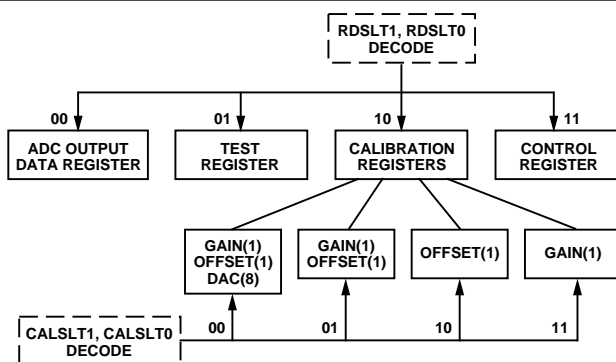 RDSLT1, RDSLT0
DECODE
00
01
10
11
ADC OUTPUT
DATA REGISTER
TEST
REGISTER
CALIBRATION
REGISTERS
CONTROL
REGISTER
GAIN(1)
OFFSET(1)
DAC(8)
GAIN(1)
OFFSET(1)
OFFSET(1)
GAIN(1)
CALSLT1, CALSLT0
DECODE
00
01
10
11